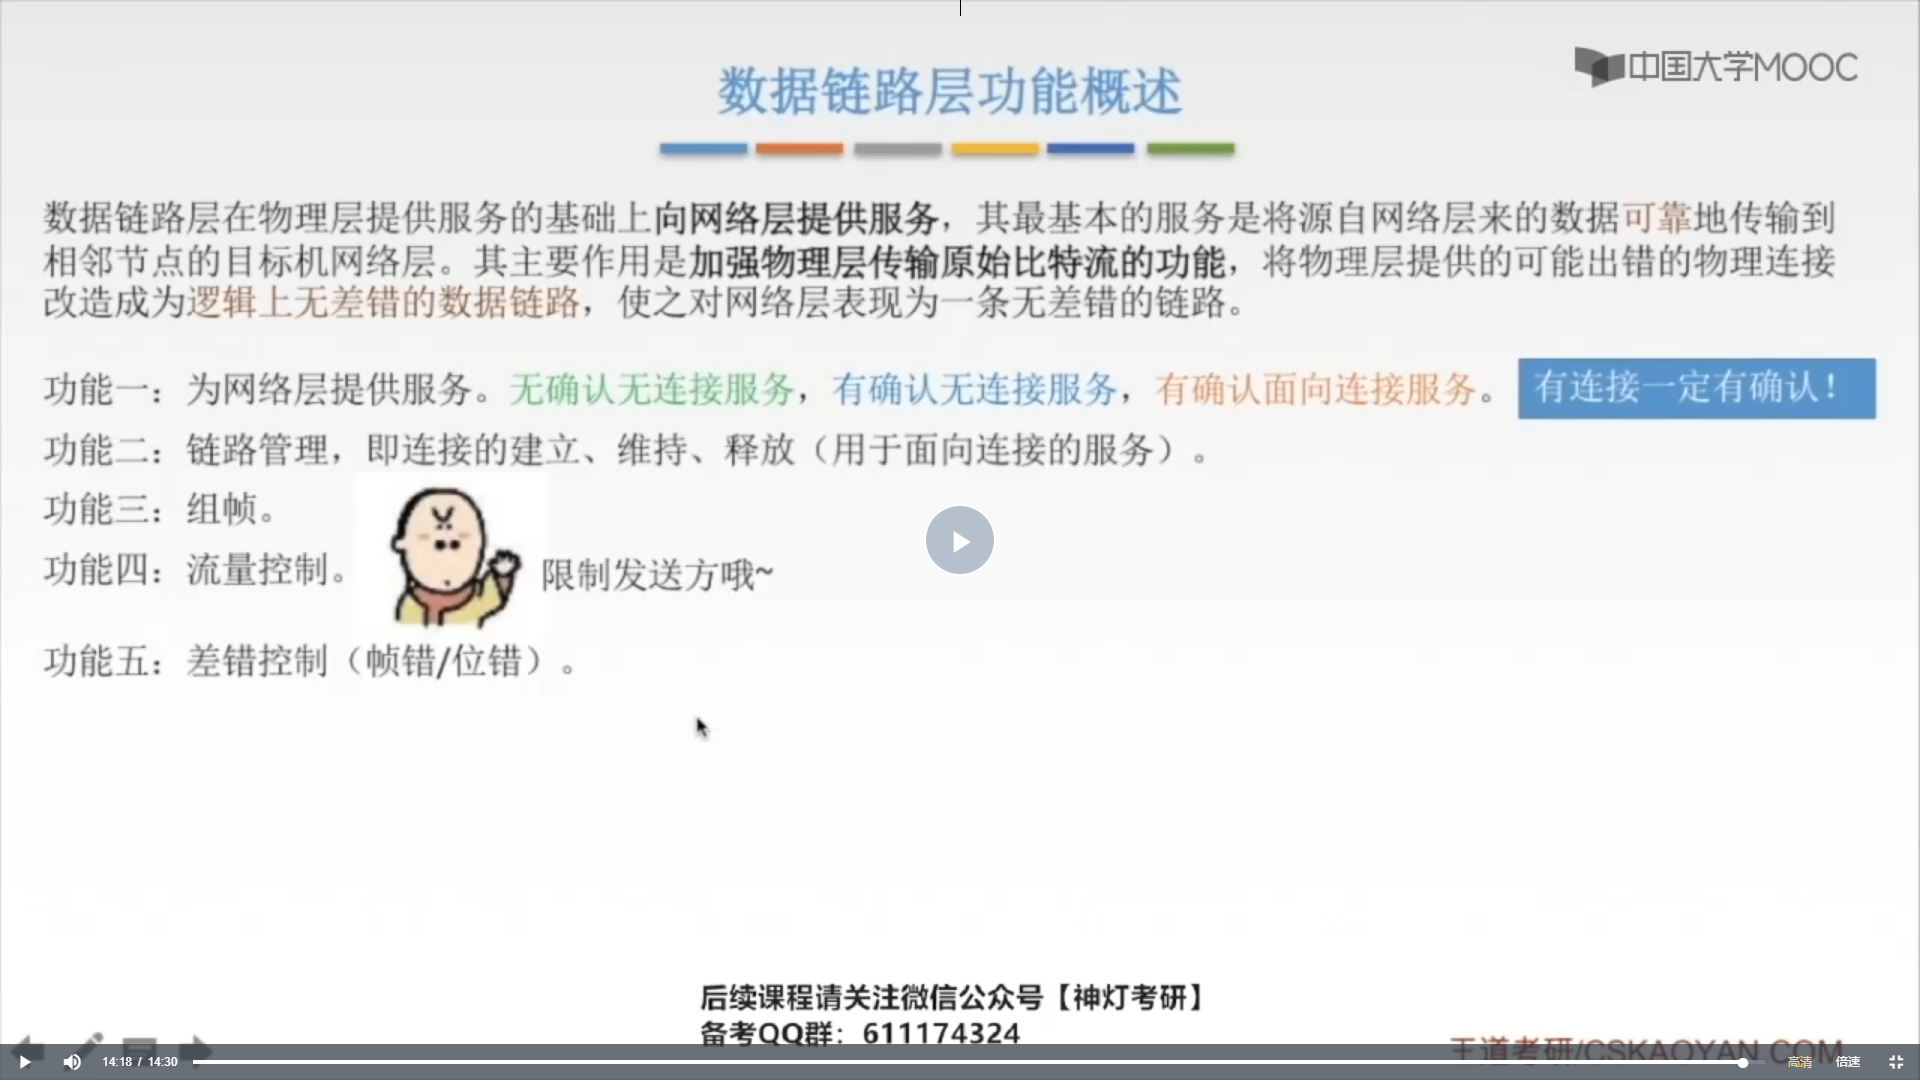 中国大学MOOC
数据链路层功能概述
数据链路层在物理层提供服务的基础上向网络层提供服务，其最基本的服务是将源自网络层来的数据可靠地传输到
相邻节点的目标机网络层。其主要作用是加强物理层传输原始比特流的功能，将物理层提供的可能出错的物理连接
改造成为逻辑上无差错的数据链路，使之对网络层表现为一条无差错的链路。
功能一：为网络层提供服务。无确认无连接服务，有确认无连接服务，有确认面向连接服务。 有连接一定有确认！
功能二：链路管理，即连接的建立、维持、释放（用于面向连接的服务）。
功能三：组帧。
功能四：流量控制。 限制发送方哦~
功能五：差错控制（帧错/位错）。
后续课程请关注微信公众号【神灯考研】
备考QQ群：611174324
王道考研/CSKAOYAN.COM
14:18 / 14:30 高清 倍速